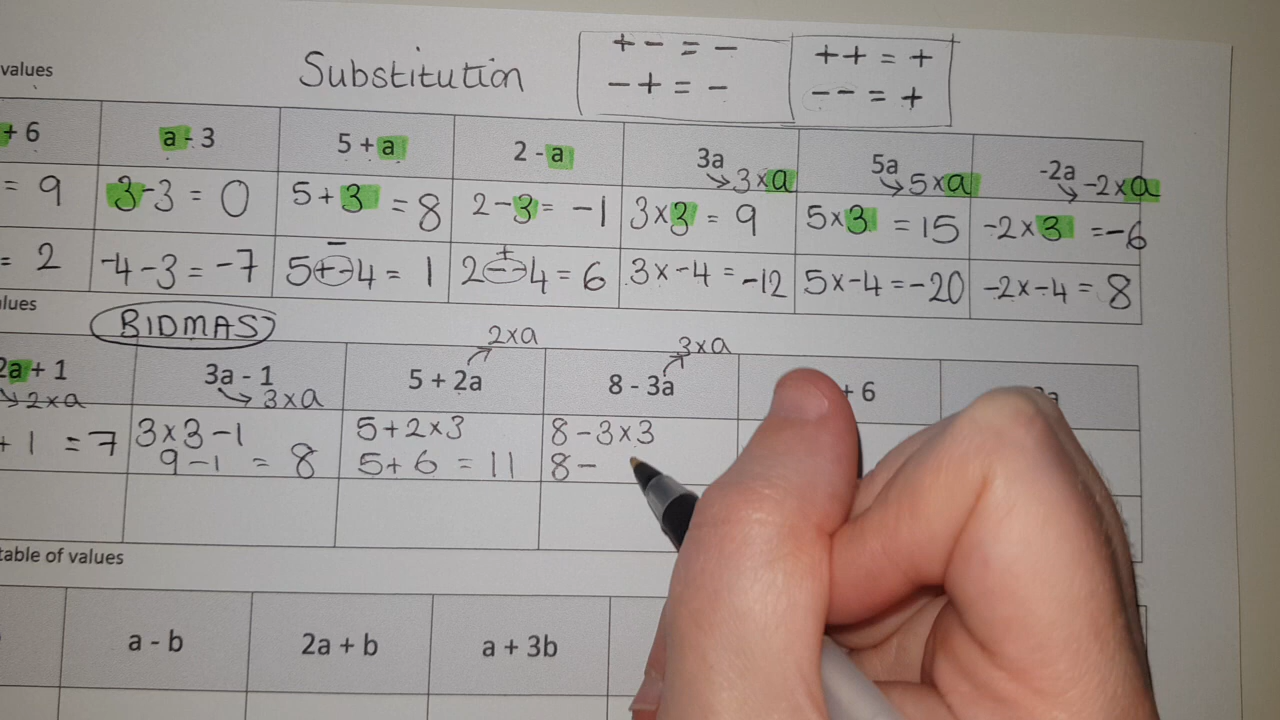 + - = -
+ + = +
values
Substitution
- + = -
- - = +
+ 6
a - 3
5 + a
2 - a
3a
→ 3×a
5a
→ 5×a
-2a
→ -2×a
= 9
3-3 = 0
5+3 = 8
2-3 = -1
3×3 = 9
5×3 = 15
-2×3 = -6
-
+
= 2
-4-3 = -7
5+-4 = 1
2--4 = 6
3×-4 = -12
5×-4 = -20
-2×-4 = 8
BIDMAS
2×a
3×a
2a + 1
→ 2×a
3a - 1
→ 3×a
5 + 2a
8 - 3a
+ 6
+ 1 = 7
3×3-1
9-1 = 8
5+2×3
5+6 = 11
8-3×3
8-
table of values
a - b
2a + b
a + 3b